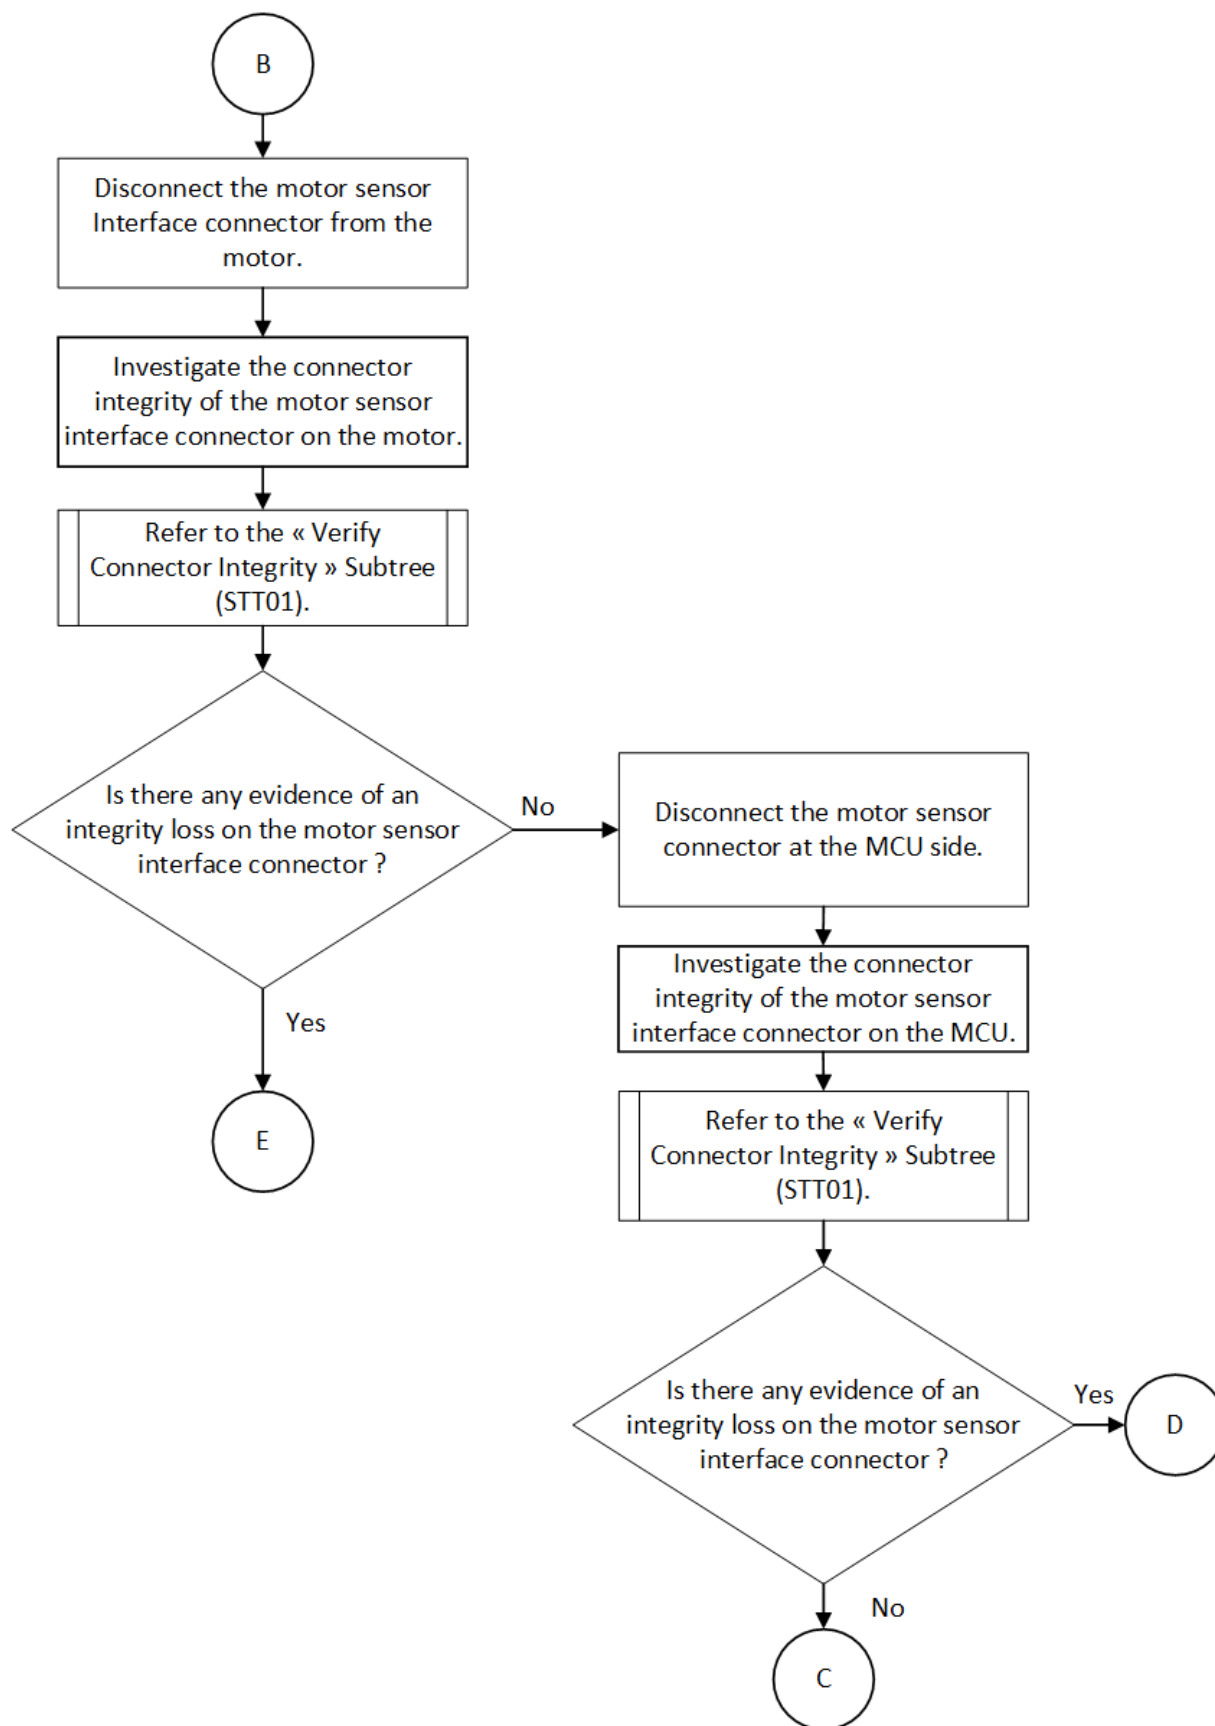 B
Disconnect the motor sensor
Interface connector from the
motor.
Investigate the connector
integrity of the motor sensor
interface connector on the motor.
Refer to the « Verify
Connector Integrity » Subtree
(STT01).
Is there any evidence of an
integrity loss on the motor sensor
interface connector ?
No
Yes
E
Disconnect the motor sensor
connector at the MCU side.
Investigate the connector
integrity of the motor sensor
interface connector on the MCU.
Refer to the « Verify
Connector Integrity » Subtree
(STT01).
Is there any evidence of an
integrity loss on the motor sensor
interface connector ?
Yes
D
No
C